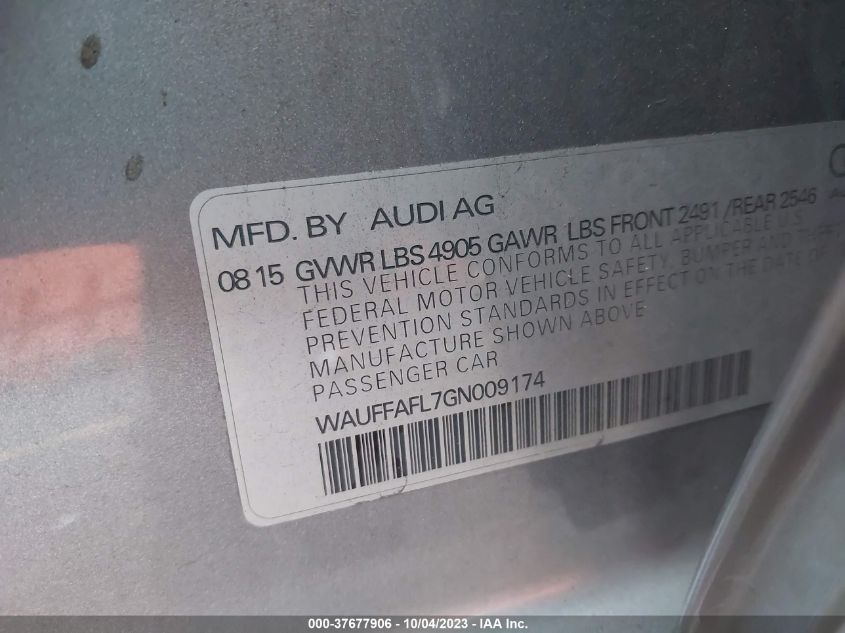 MFD. BY AUDI AG
08 15 GVWR LBS 4905 GAWR LBS FRONT 2491 /REAR 2546
THIS VEHICLE CONFORMS TO ALL APPLICABLE U.S.
FEDERAL MOTOR VEHICLE SAFETY, BUMPER AND THEFT
PREVENTION STANDARDS IN EFFECT ON THE DATE OF
MANUFACTURE SHOWN ABOVE
PASSENGER CAR
WAUFFAFL7GN009174
000-37677906 - 10/04/2023 - IAA Inc.